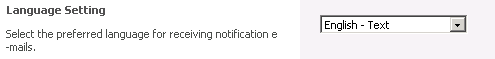 Language Setting
English - Text
Select the preferred language for receiving notification e
-mails.